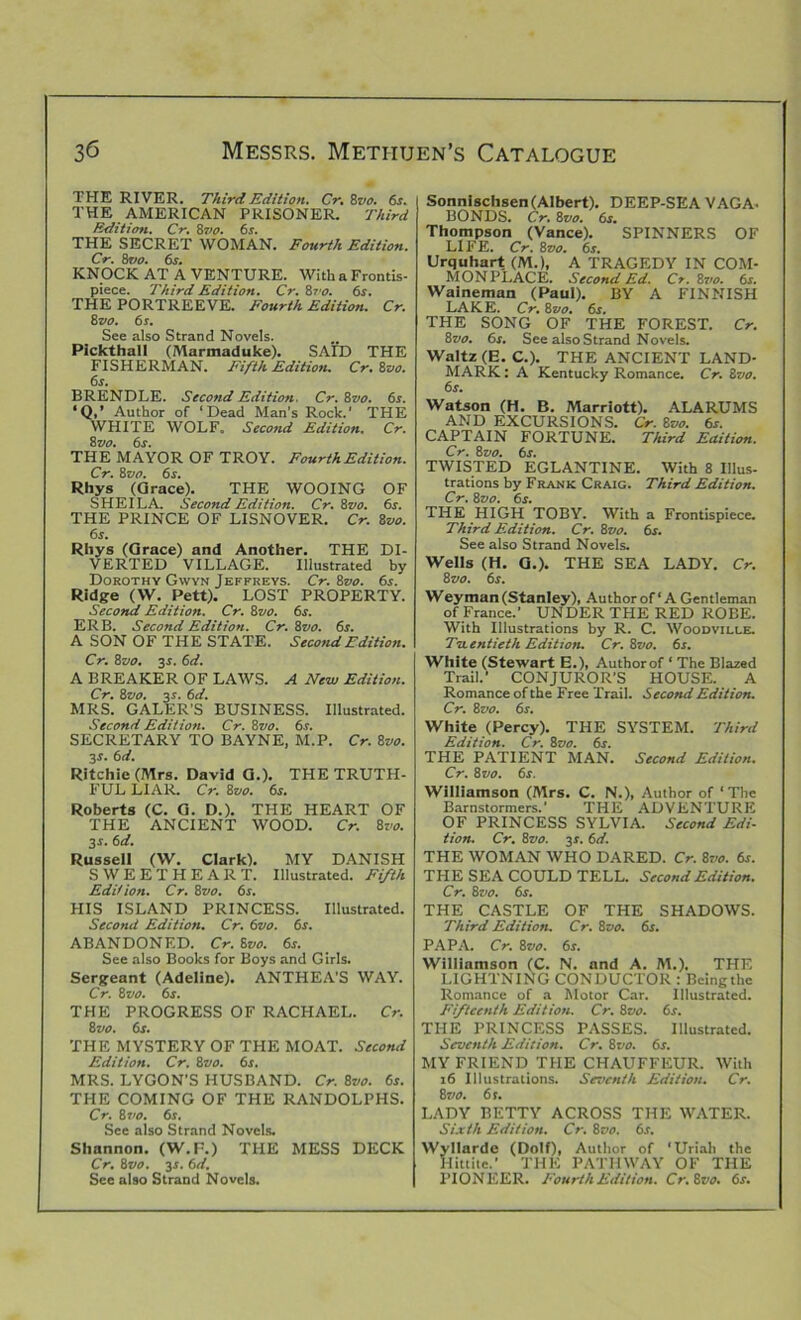 36 MESSRS. METHUEN'S CATALOGUE
THE RIVER. Third Edition. Cr. 8vo. 6s.
THE AMERICAN PRISONER. Third
Edition. Cr. 8vo. 6s.
THE SECRET WOMAN. Fourth Edition.
Cr. 8vo. 6s.
KNOCK AT A VENTURE. With a Frontis-
piece. Third Edition. Cr. 8vo. 6s.
THE PORTREEVE. Fourth Edition. Cr.
8vo. 6s.
See also Strand Novels.
Pickthall (Marmaduke). SAÏD THE
FISHERMAN. Fifth Edition. Cr. 8vo.
6s.
BRENDLE. Second Edition. Cr. 8vo. 6s.
'Q,' Author of 'Dead Man's Rock.' THE
WHITE WOLF. Second Edition. Cr.
8vo. 6s.
THE MAYOR OF TROY. Fourth Edition.
Cr. 8vo. 6s.
Rhys (Grace). THE WOOING OF
SHEILA. Second Edition. Cr. 8vo. 6s.
THE PRINCE OF LISNOVER. Cr. 8vo.
6s.
Rhys (Grace) and Another. THE DI-
VERTED VILLAGE. Illustrated by
DOROTHY GWYN JEFFREYS. Cr. 8vo. 6s.
Ridge (W. Pett). LOST PROPERTY.
Second Edition. Cr. 8vo. 6s.
ERB. Second Edition. Cr. 8vo. 6s.
A SON OF THE STATE. Second Edition.
Cr. 8vo. 3s. 6d.
A BREAKER OF LAWS. A New Edition.
Cr. 8vo. 3s. 6d.
MRS. GALER'S BUSINESS. Illustrated.
Second Edition. Cr. 8vo. 6s.
SECRETARY TO BAYNE, M.P. Cr. 8vo.
3s. 6d.
Ritchie (Mrs. David G.). THE TRUTH-
FUL LIAR. Cr. 8vo. 6s.
Roberts (C. G. D.). THE HEART OF
THE ANCIENT WOOD. Cr. 8vo.
3s. 6d.
Russell (W. Clark). MY DANISH
SWEETHEART. Illustrated. Fifth
Edition. Cr. 8vo. 6s.
HIS ISLAND PRINCESS. Illustrated.
Second Edition. Cr. 6vo. 6s.
ABANDONED. Cr. 8vo. 6s.
See also Books for Boys and Girls.
Sergeant (Adeline). ANTHEA'S WAY.
Cr. 8vo. 6s.
THE PROGRESS OF RACHAEL. Cr.
8vo. 6s.
THE MYSTERY OF THE MOAT. Second
Edition. Cr. 8vo. 6s.
MRS. LYGON'S HUSBAND. Cr. 8vo. 6s.
THE COMING OF THE RANDOLPHS.
Cr. 8vo. 6s.
See also Strand Novels.
Shannon. (W.F.) THE MESS DECK
Cr. 8vo. 3s. 6d.
See also Strand Novels.
Sonnischsen (Albert). DEEP-SEA VAGA-
BONDS. Cr. 8vo. 6s.
Thompson (Vance). SPINNERS OF
LIFE. Cr. 8vo. 6s.
Urquhart (M.), A TRAGEDY IN COM-
MONPLACE. Second Ed. Cr. 8vo. 6s.
Waineman (Paul). BY A FINNISH
LAKE. Cr. 8vo. 6s.
THE SONG OF THE FOREST. Cr.
8vo. 6s. See also Strand Novels.
Waltz (E. C.). THE ANCIENT LAND-
MARK: A Kentucky Romance. Cr. 8vo.
6s.
Watson (H. B. Marriott). ALARUMS
AND EXCURSIONS. Cr. 8vo. 6s.
CAPTAIN FORTUNE. Third Edition.
Cr. 8vo. 6s.
TWISTED EGLANTINE. With 8 Illus-
trations by FRANK CRAIG. Third Edition.
Cr. 8vo. 6s.
THE HIGH TOBY. With a Frontispiece.
Third Edition. Cr. 8vo. 6s.
See also Strand Novels.
Wells (H. G.). THE SEA LADY. Cr.
8vo. 6s.
Weyman (Stanley), Author of 'A Gentleman
of France.' UNDER THE RED ROBE.
With Illustrations by R. C. WOODVILLE.
Twentieth Edition. Cr. 8vo. 6s.
White (Stewart E.), Author of 'The Blazed
Trail.' CONJUROR'S HOUSE. A
Romance of the Free Trail. Second Edition.
Cr. 8vo. 6s.
White (Percy). THE SYSTEM. Third
Edition. Cr. 8vo. 6s.
THE PATIENT MAN. Second Edition.
Cr. 8vo. 6s.
Williamson (Mrs. C. N.), Author of 'The
Barnstormers.' THE ADVENTURE
OF PRINCESS SYLVIA. Second Edi-
tion. Cr. 8vo. 3s. 6d.
THE WOMAN WHO DARED. Cr. 8vo. 6s.
THE SEA COULD TELL. Second Edition.
Cr. 8vo. 6s.
THE CASTLE OF THE SHADOWS.
Third Edition. Cr. 8vo. 6s.
PAPA. Cr. 8vo. 6s.
Williamson (C. N. and A. M.). THE
LIGHTNING CONDUCTOR: Being the
Romance of a Motor Car. Illustrated.
Fifteenth Edition. Cr. 8vo. 6s.
THE PRINCESS PASSES. Illustrated.
Seventh Edition. Cr. 8vo. 6s.
MY FRIEND THE CHAUFFEUR. With
16 Illustrations. Seventh Edition. Cr.
8vo. 6s.
LADY BETTY ACROSS THE WATER.
Sixth Edition. Cr. 8vo. 6s.
Wyllarde (Dolf), Author of 'Uriah the
Hittite.' THE PATHWAY OF THE
PIONEER. Fourth Edition. Cr. 8vo. 6s.